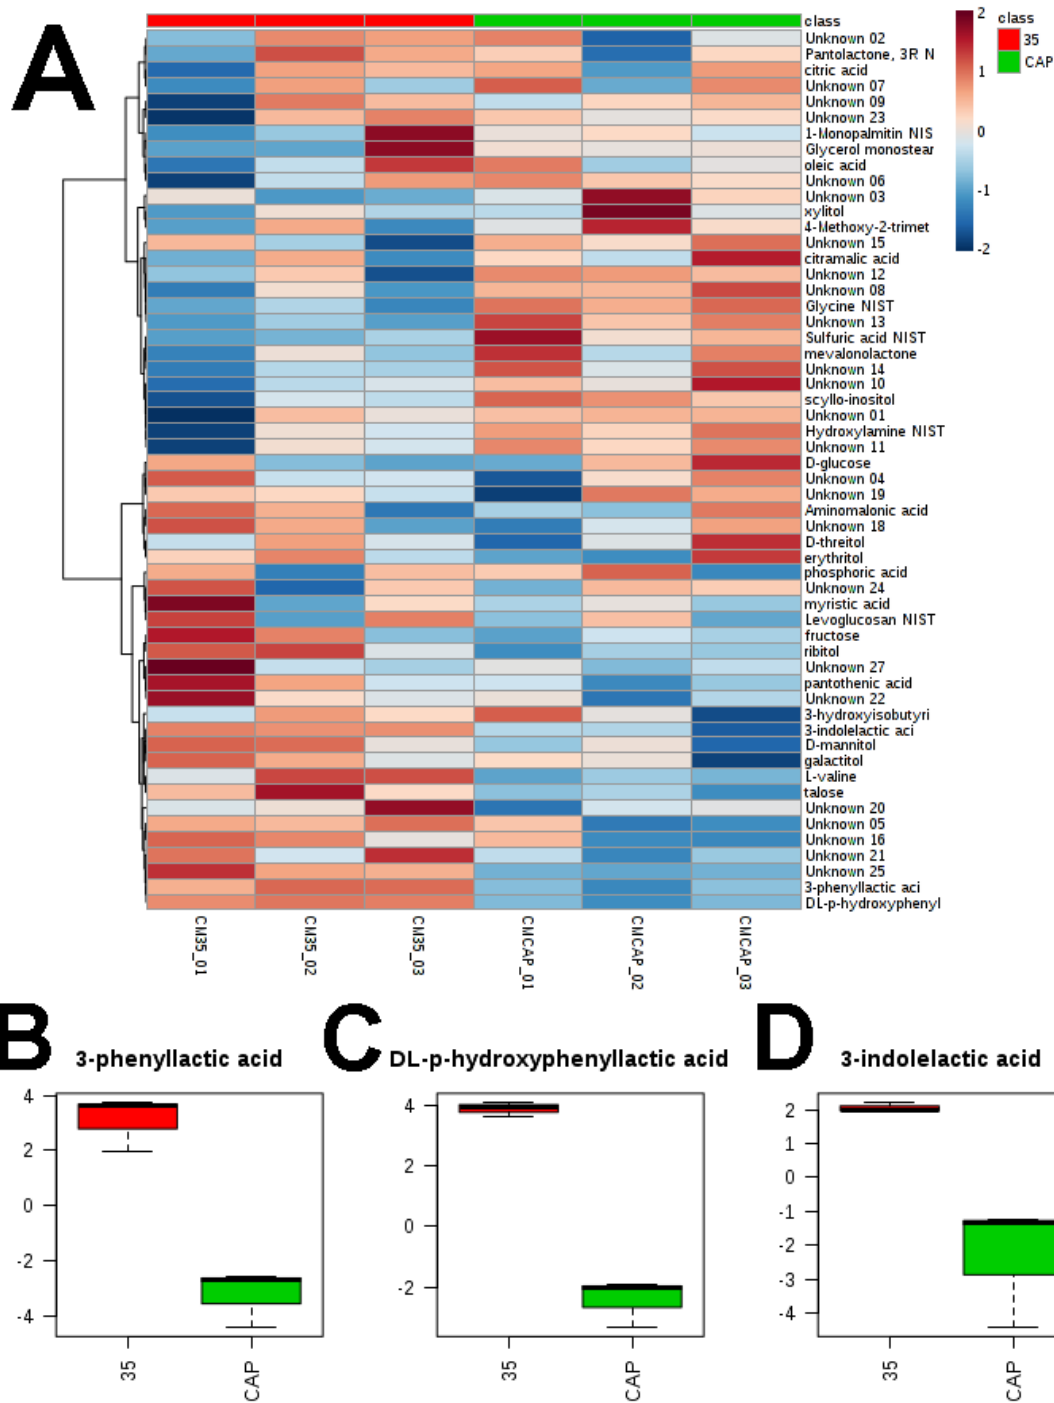 A
class
Unknown 02
Pantolactone, 3R N
citric acid
Unknown 07
Unknown 09
Unknown 23
1-Monopalmitin NIS
Glycerol monostear
oleic acid
Unknown 06
Unknown 03
xylitol
4-Methoxy-2-trimet
Unknown 15
citramalic acid
Unknown 12
Unknown 08
Glycine NIST
Unknown 13
Sulfuric acid NIST
mevalonolactone
Unknown 14
Unknown 10
scyllo-inositol
Unknown 01
Hydroxylamine NIST
Unknown 11
D-glucose
Unknown 04
Unknown 19
Aminomalonic acid
Unknown 18
D-threitol
erythritol
phosphoric acid
Unknown 24
myristic acid
Levoglucosan NIST
fructose
ribitol
Unknown 27
pantothenic acid
Unknown 22
3-hydroxyisobutyri
3-indolelactic aci
D-mannitol
galactitol
L-valine
talose
Unknown 20
Unknown 05
Unknown 16
Unknown 21
Unknown 25
3-phenyllactic aci
DL-p-hydroxyphenyl
2
1
0
-1
-2
class
35
CAP
CM35_01
CM35_02
CM35_03
CMCAP_01
CMCAP_02
CMCAP_03
B
3-phenyllactic acid
4
2
0
-2
-4
35
CAP
C
DL-p-hydroxyphenyllactic acid
4
2
0
-2
35
CAP
D
3-indolelactic acid
2
1
0
-1
-2
-3
-4
35
CAP